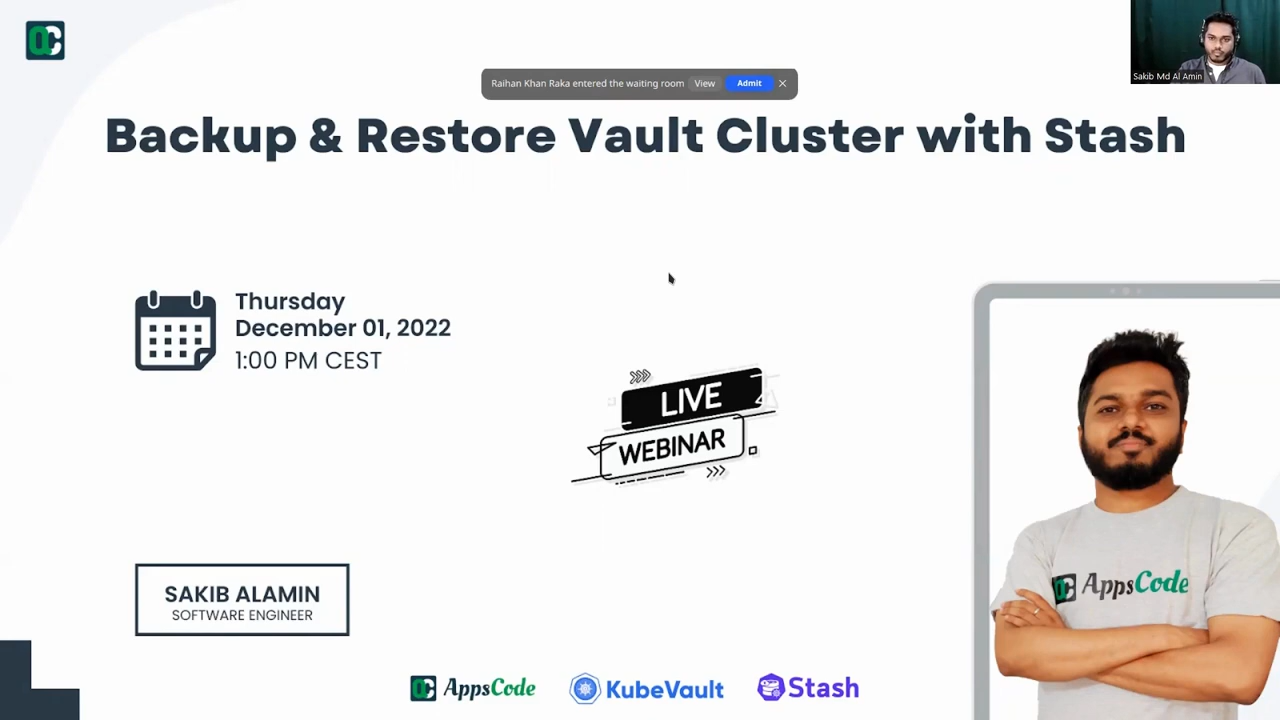 Sakib Md Al Amin
Raihan Khan Raka entered the waiting room View Admit
Backup & Restore Vault Cluster with Stash
Thursday
December 01, 2022
1:00 PM CEST
LIVE
WEBINAR
AppsCode
SAKIB ALAMIN
SOFTWARE ENGINEER
AppsCode KubeVault Stash